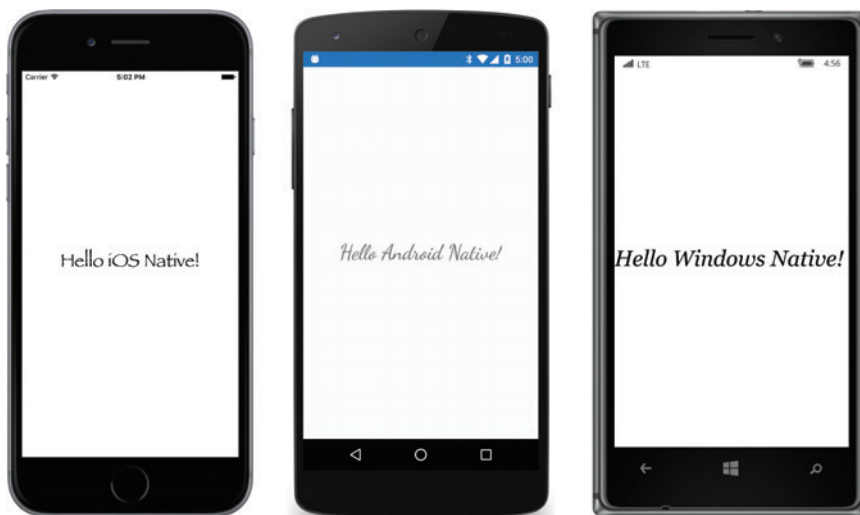 Carrier 5:02 PM
Hello iOS Native!
5:00
Hello Android Native!
LTE 4:56
Hello Windows Native!